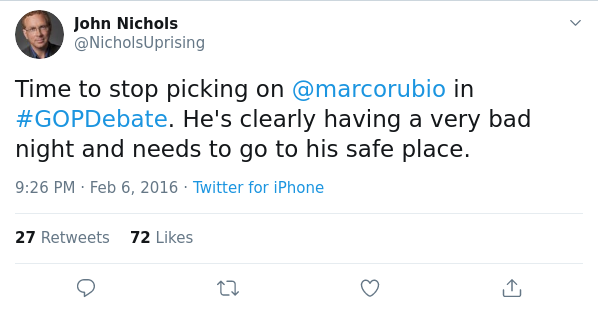 John Nichols
@NicholsUprising
Time to stop picking on @marcorubio in
#GOPDebate. He's clearly having a very bad
night and needs to go to his safe place.
9:26 PM · Feb 6, 2016 · Twitter for iPhone
27 Retweets 72 Likes